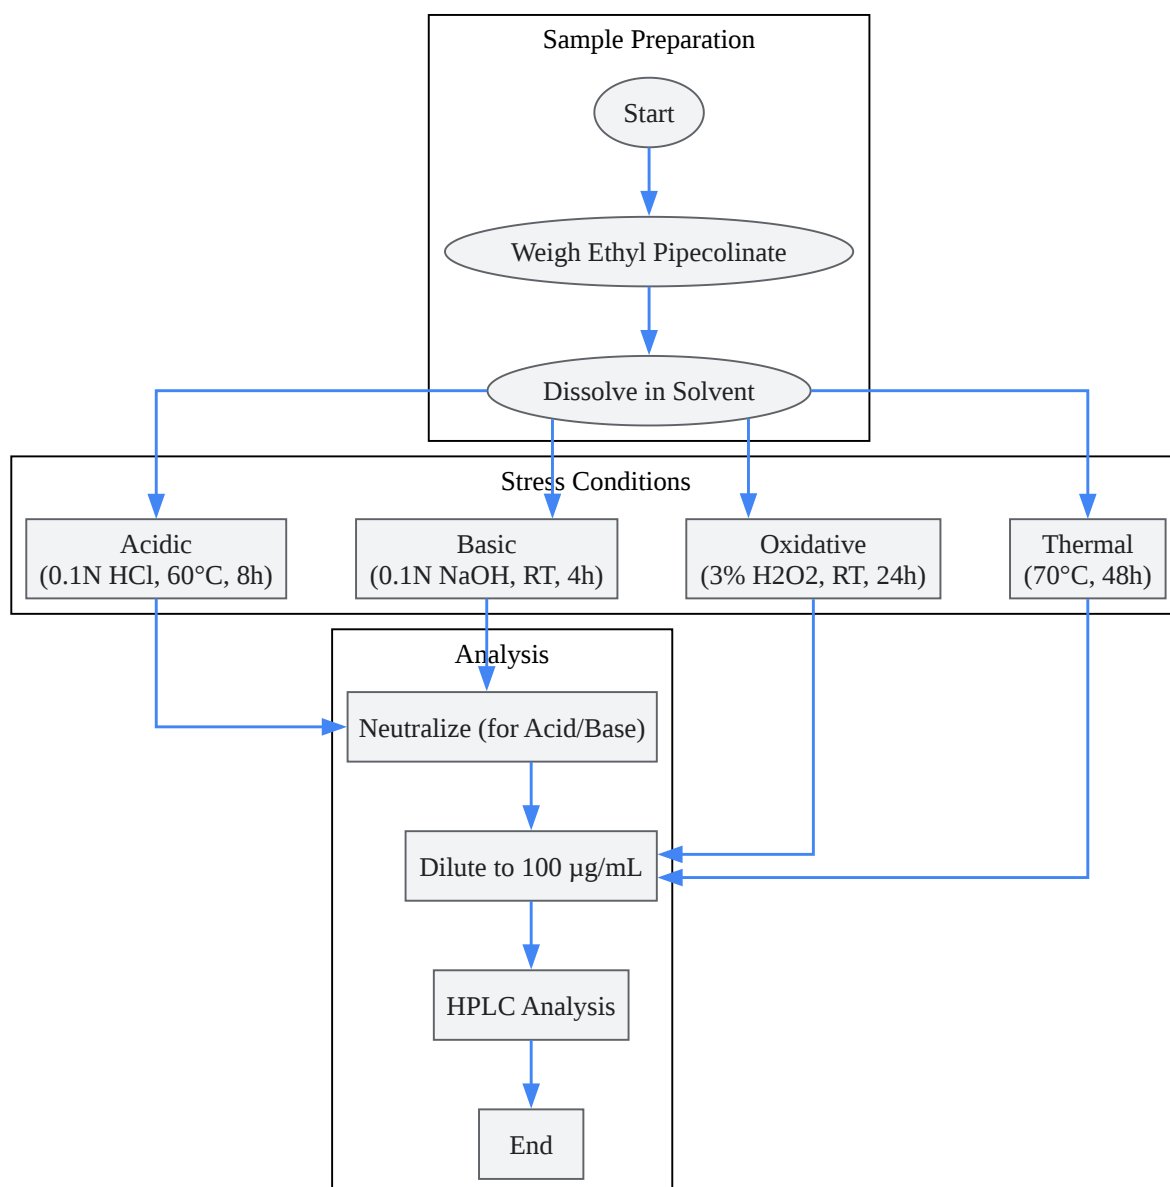 Sample Preparation
Start
Weigh Ethyl Pipecolinate
Dissolve in Solvent
Stress Conditions
Acidic
(0.1N HCl, 60°C, 8h)
Basic
(0.1N NaOH, RT, 4h)
Oxidative
(3% H2O2, RT, 24h)
Thermal
(70°C, 48h)
Analysis
Neutralize (for Acid/Base)
Dilute to 100 µg/mL
HPLC Analysis
End